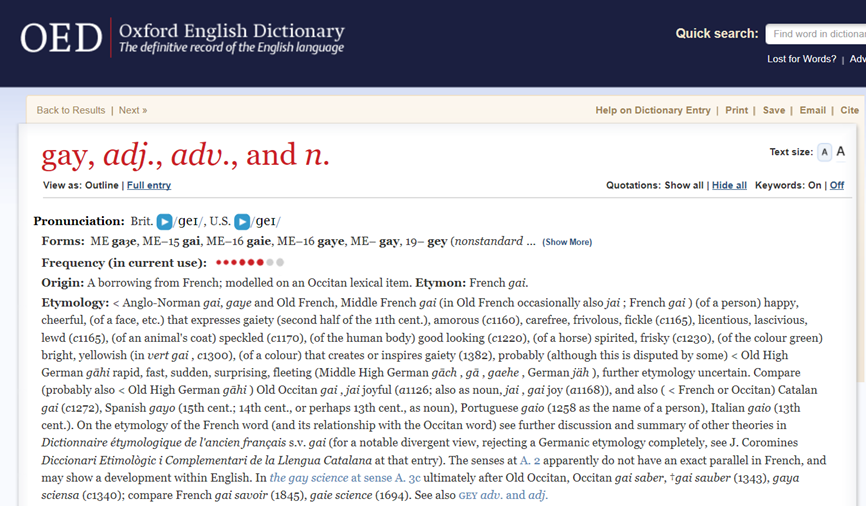 OED Oxford English Dictionary
The definitive record of the English language
Quick search: Find word in dictionar
Lost for Words? | Adv
Back to Results | Next »
Help on Dictionary Entry | Print | Save | Email | Cite
gay, adj., adv., and n.
Text size: A A
View as: Outline | Full entry
Quotations: Show all | Hide all Keywords: On | Off
Pronunciation: Brit. /ɡeɪ/, U.S. /ɡeɪ/
Forms: ME gaȝe, ME–15 gai, ME–16 gaie, ME–16 gaye, ME– gay, 19– gey (nonstandard ... (Show More)
Frequency (in current use):
Origin: A borrowing from French; modelled on an Occitan lexical item. Etymon: French gai.
Etymology: < Anglo-Norman gai, gaye and Old French, Middle French gai (in Old French occasionally also jai ; French gai ) (of a person) happy,
cheerful, (of a face, etc.) that expresses gaiety (second half of the 11th cent.), amorous (c1160), carefree, frivolous, fickle (c1165), licentious, lascivious,
lewd (c1165), (of an animal's coat) speckled (c1170), (of the human body) good looking (c1220), (of a horse) spirited, frisky (c1230), (of the colour green)
bright, yellowish (in vert gai , c1300), (of a colour) that creates or inspires gaiety (1382), probably (although this is disputed by some) < Old High
German gāhi rapid, fast, sudden, surprising, fleeting (Middle High German gāch , gā , gaehe , German jäh ), further etymology uncertain. Compare
(probably also < Old High German gāhi ) Old Occitan gai , jai joyful (a1126; also as noun, jai , gai joy (a1168)), and also ( < French or Occitan) Catalan
gai (c1272), Spanish gayo (15th cent.; 14th cent., or perhaps 13th cent., as noun), Portuguese gaio (1258 as the name of a person), Italian gaio (13th
cent.). On the etymology of the French word (and its relationship with the Occitan word) see further discussion and summary of other theories in
Dictionnaire étymologique de l'ancien français s.v. gai (for a notable divergent view, rejecting a Germanic etymology completely, see J. Coromines
Diccionari Etimològic i Complementari de la Llengua Catalana at that entry). The senses at A. 2 apparently do not have an exact parallel in French, and
may show a development within English. In the gay science at sense A. 3c ultimately after Old Occitan, Occitan gai saber, †gai sauber (1343), gaya
sciensa (c1340); compare French gai savoir (1845), gaie science (1694). See also GEY adv. and adj.